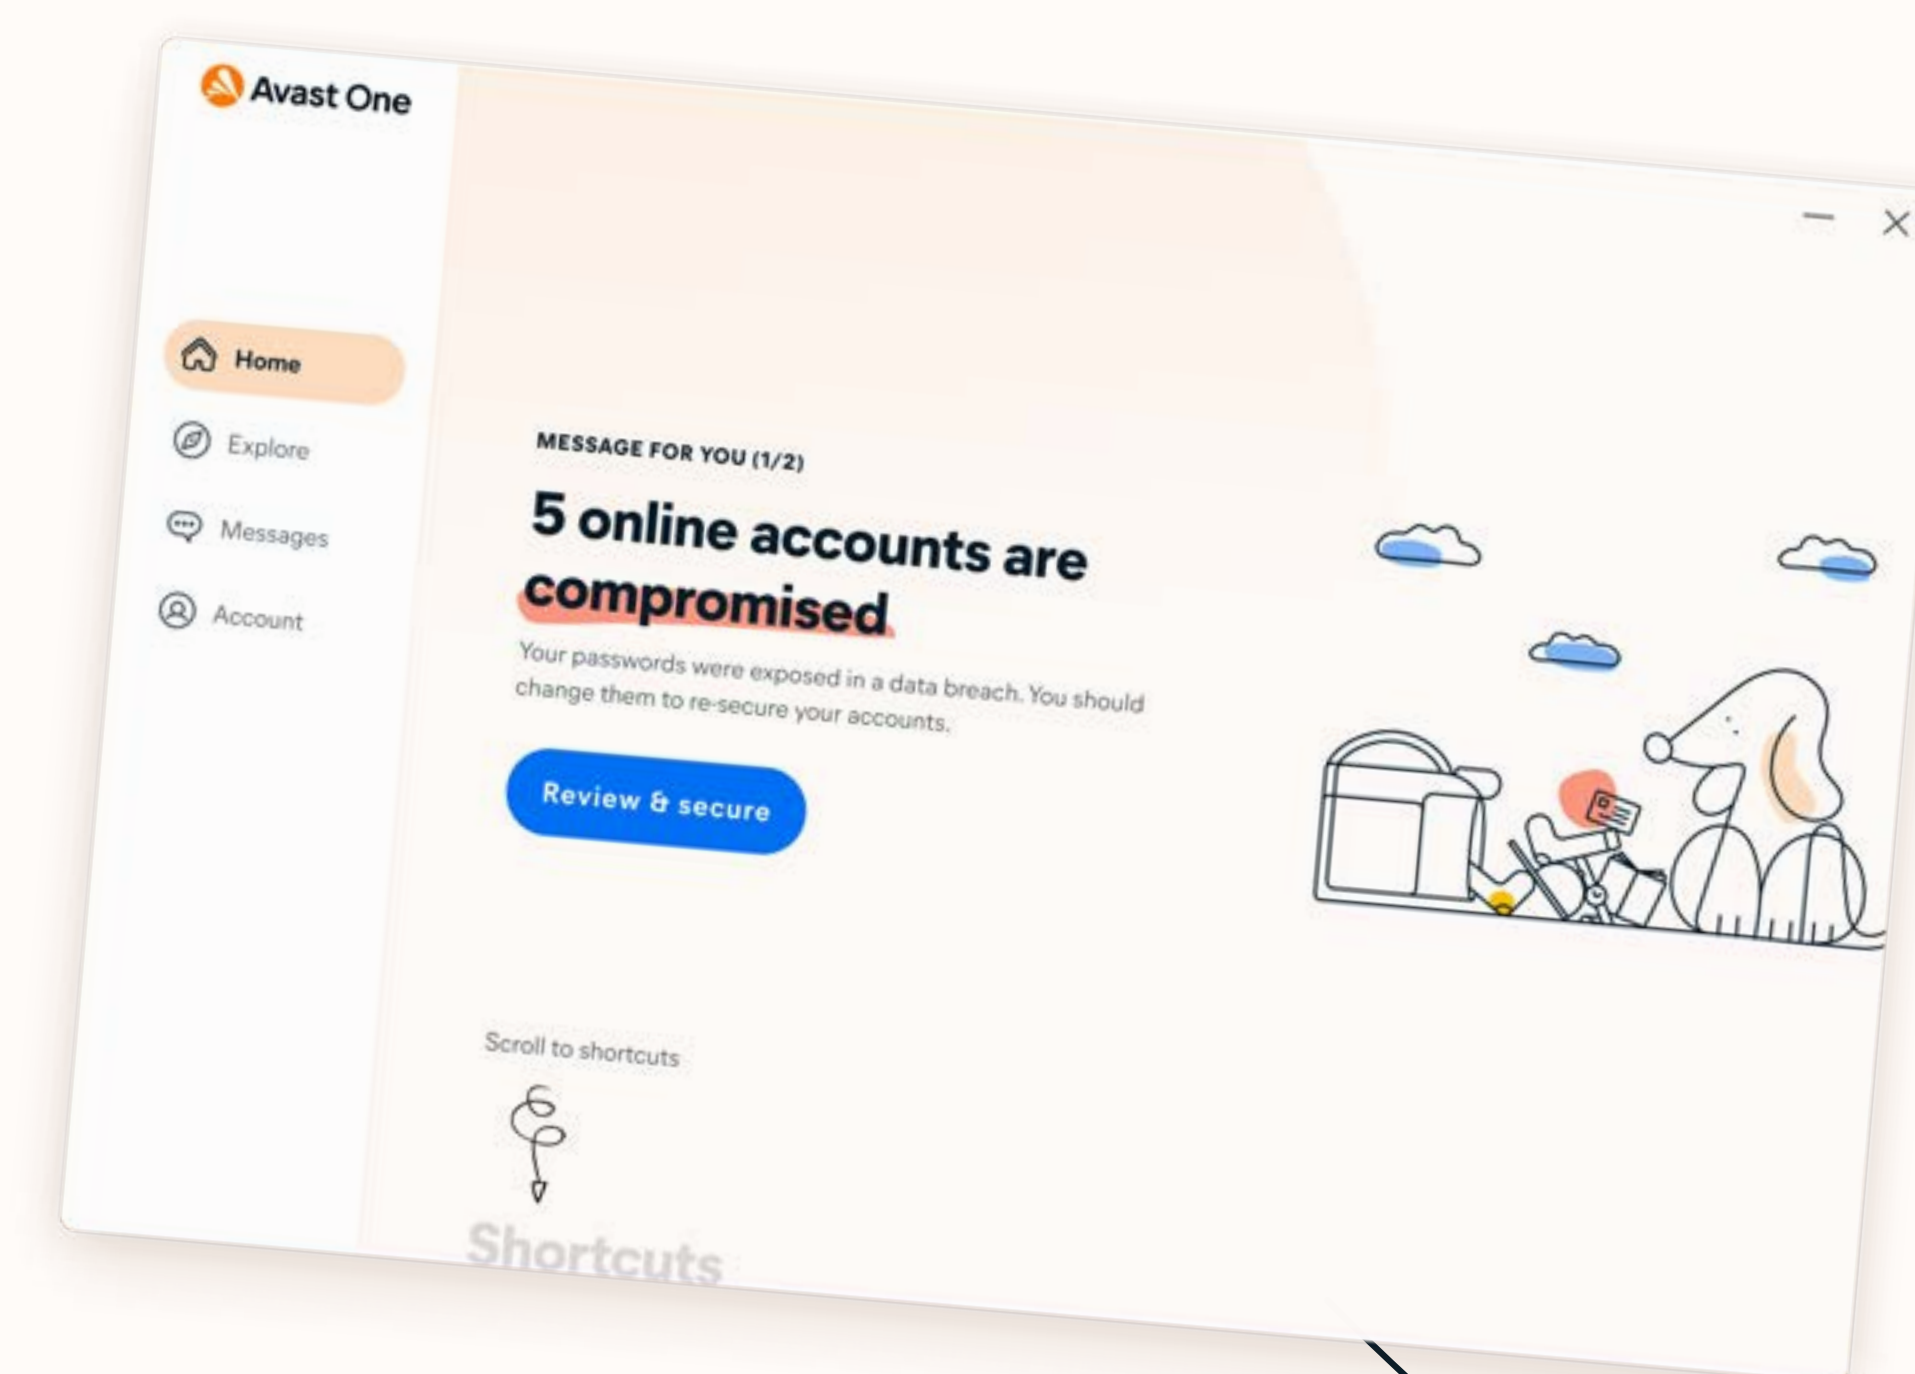 Avast One
Home
Explore
Messages
Account
MESSAGE FOR YOU (1/2)
5 online accounts are
compromised
Your passwords were exposed in a data breach. You should
change them to re-secure your accounts.
Review & secure
Scroll to shortcuts
Shortcuts